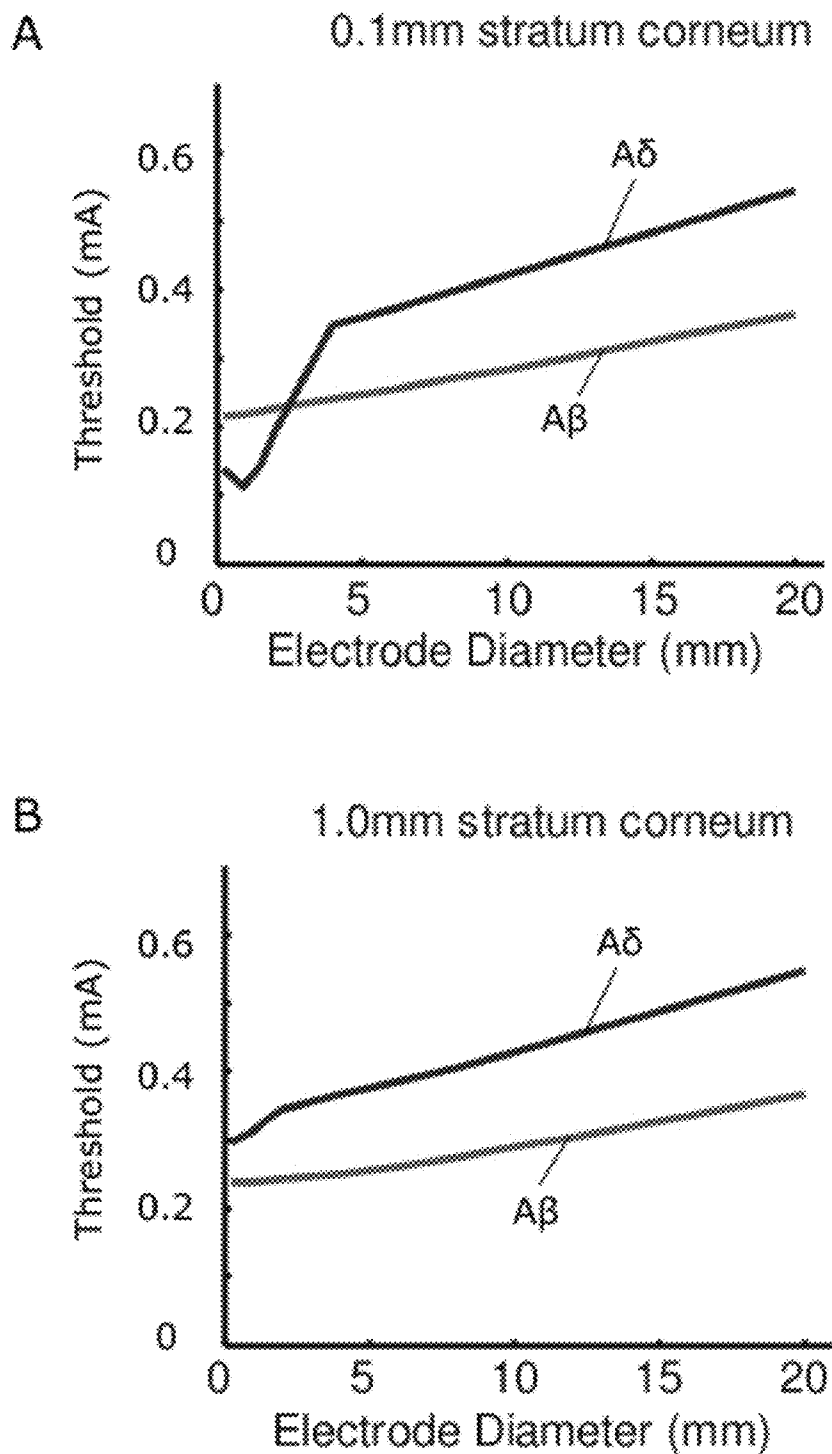 A
0.1mm stratum corneum
Threshold (mA)
0.6
0.4
0.2
0
Aδ
Aβ
0 5 10 15 20
Electrode Diameter (mm)
B
1.0mm stratum corneum
Threshold (mA)
0.6
0.4
0.2
0
Aδ
Aβ
0 5 10 15 20
Electrode Diameter (mm)